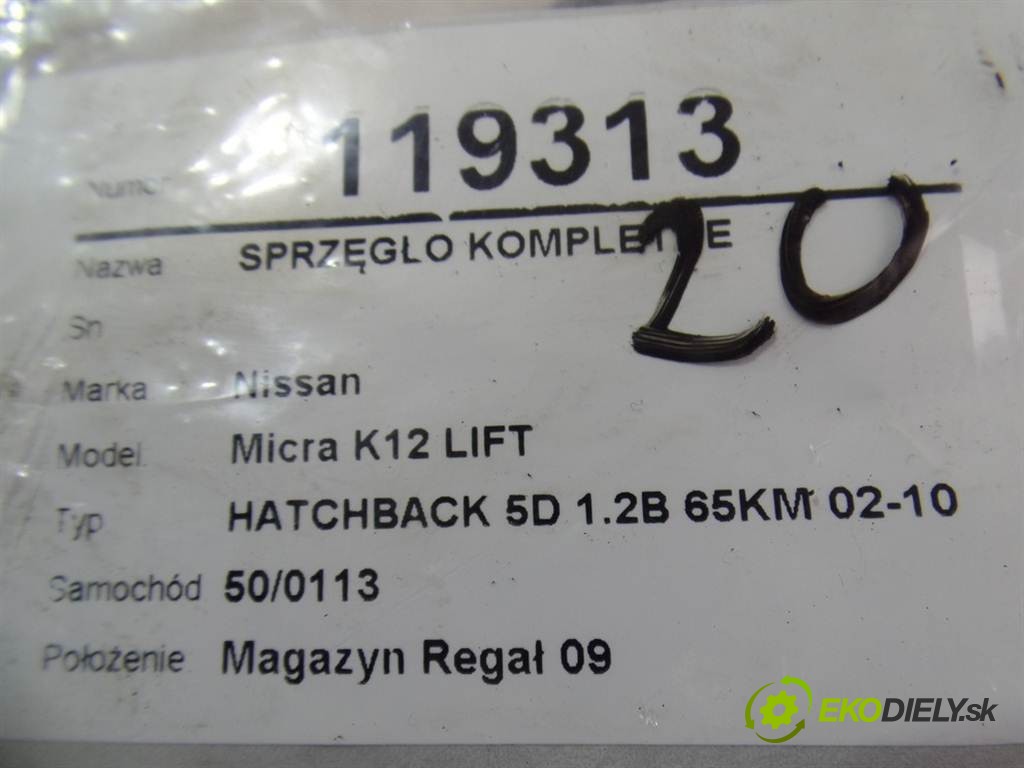 Numer 119313
Nazwa SPRZĘGŁO KOMPLETNE
20
Sn
Marka Nissan
Model Micra K12 LIFT
Typ HATCHBACK 5D 1.2B 65KM 02-10
Samochód 50/0113
Położenie Magazyn Regał 09
EKODIELY.sk